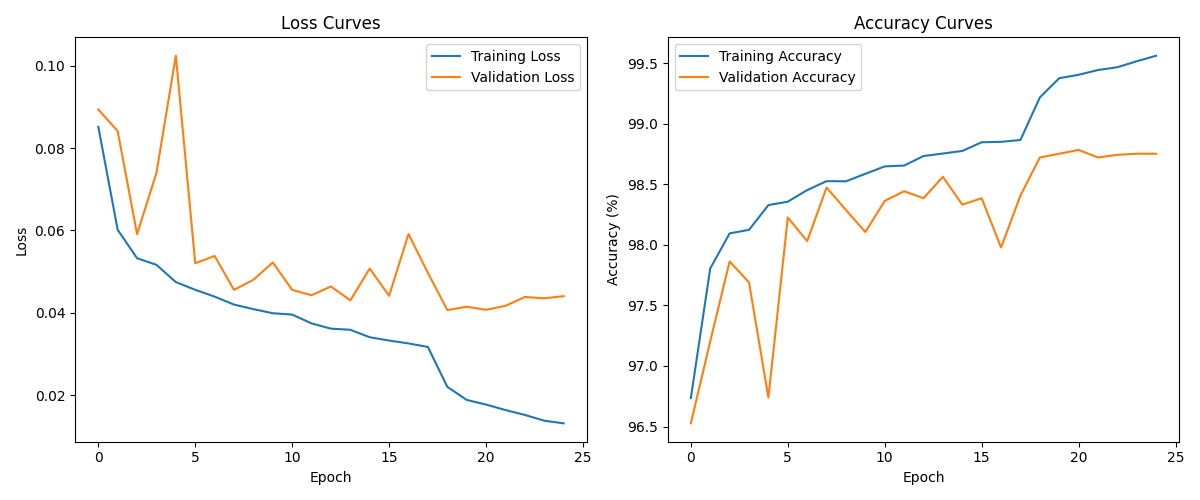 Loss Curves
Training Loss
Validation Loss
0.10
0.08
0.06
0.04
0.02
Loss
0 5 10 15 20 25
Epoch
Accuracy Curves
Training Accuracy
Validation Accuracy
99.5
99.0
98.5
98.0
97.5
97.0
96.5
Accuracy (%)
0 5 10 15 20 25
Epoch